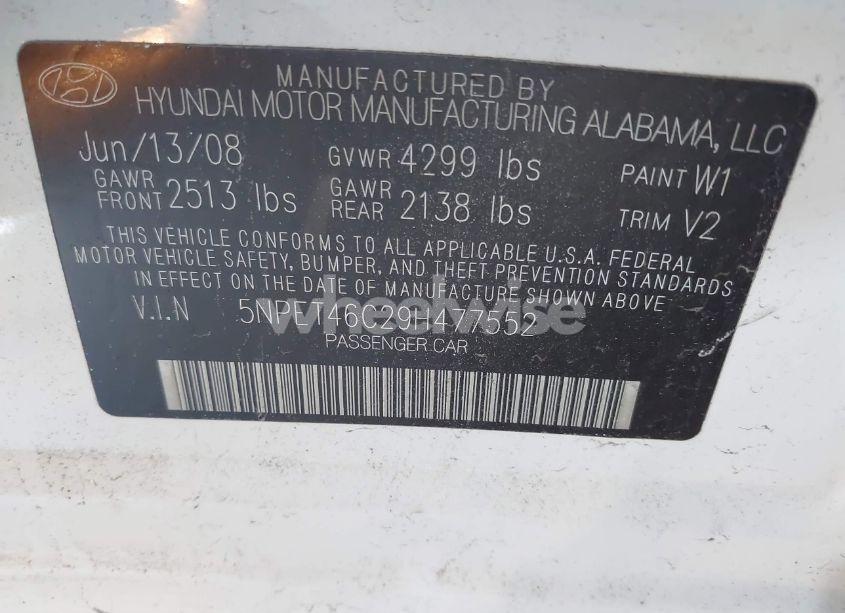 MANUFACTURED BY
HYUNDAI MOTOR MANUFACTURING ALABAMA, LLC
Jun/13/08 GVWR 4299 lbs PAINT W1
GAWR FRONT 2513 lbs GAWR REAR 2138 lbs TRIM V2
THIS VEHICLE CONFORMS TO ALL APPLICABLE U.S.A. FEDERAL
MOTOR VEHICLE SAFETY, BUMPER, AND THEFT PREVENTION STANDARDS
IN EFFECT ON THE DATE OF MANUFACTURE SHOWN ABOVE
V.I.N 5NPET46C29H477552
wheelwise
PASSENGER CAR